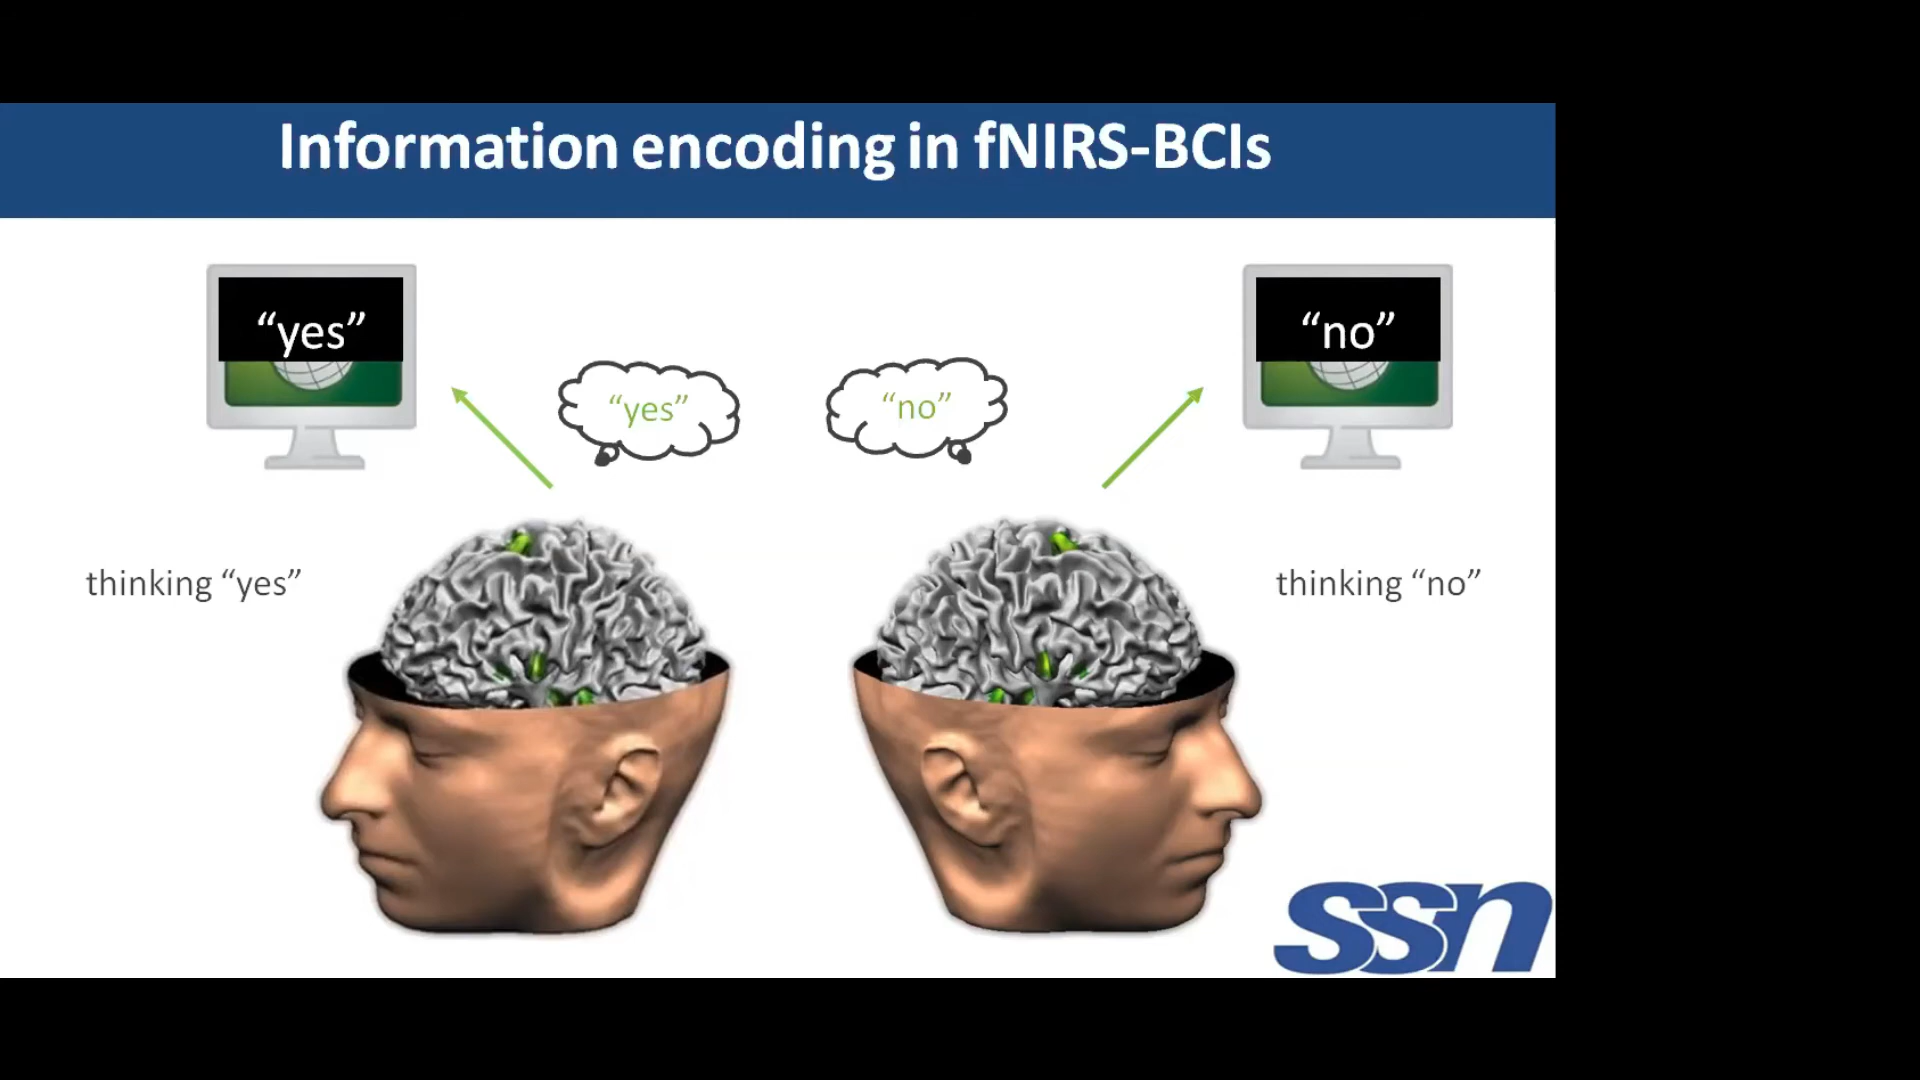 Information encoding in fNIRS-BCIs
“yes”
“no”
“yes”
“no”
thinking “yes”
thinking “no”
ssn